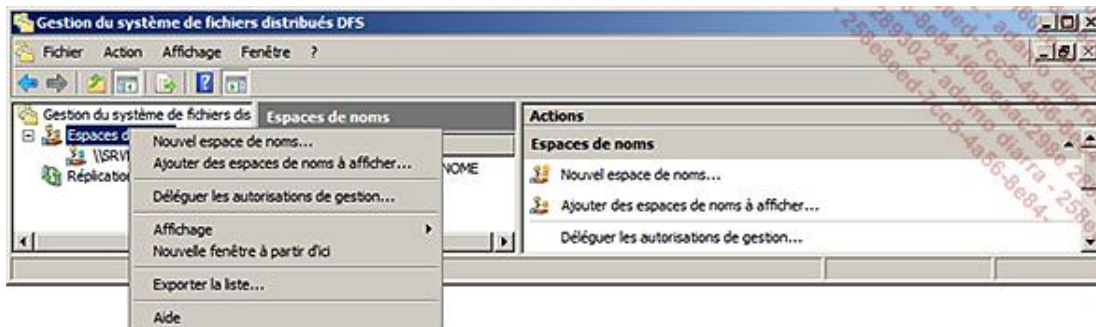 Gestion du système de fichiers distribués DFS
Fichier Action Affichage Fenêtre ?
Gestion du système de fichiers dis
Espaces de noms
Actions
Espaces d
Nouvel espace de noms...
Espaces de noms
\\SRV
Ajouter des espaces de noms à afficher...
NOME
Nouvel espace de noms...
Réplication
Déléguer les autorisations de gestion...
Ajouter des espaces de noms à afficher...
Affichage
Déléguer les autorisations de gestion...
Nouvelle fenêtre à partir d'ici
Exporter la liste...
Aide
adama diarra